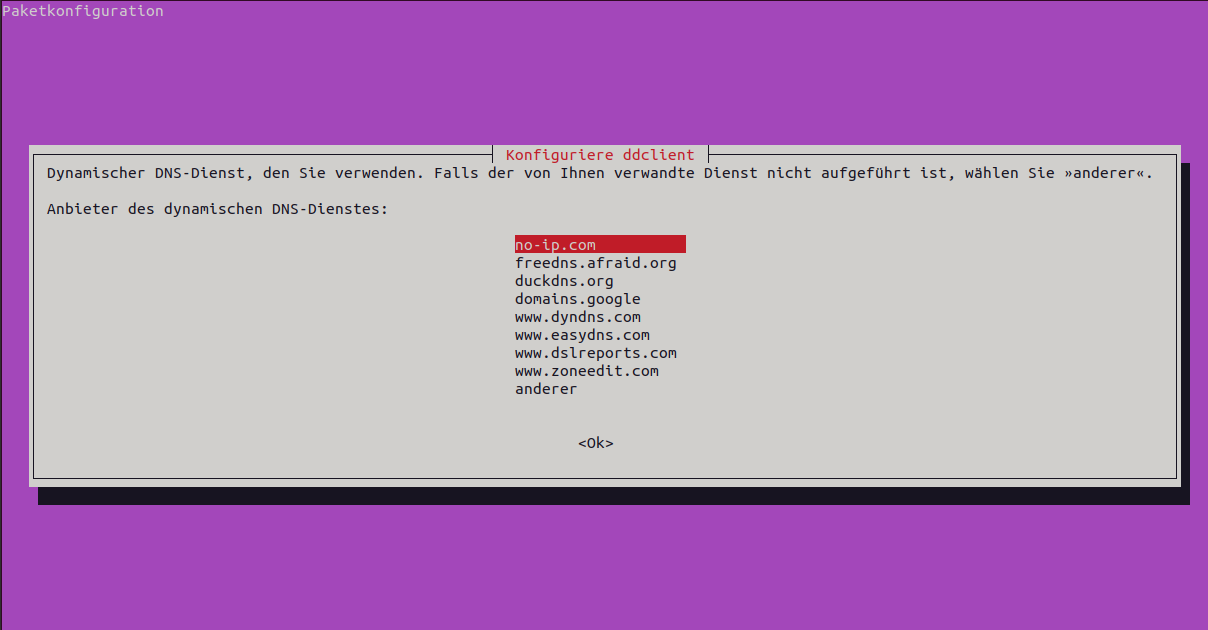 Paketkonfiguration
Konfiguriere ddclient
Dynamischer DNS-Dienst, den Sie verwenden. Falls der von Ihnen verwandte Dienst nicht aufgeführt ist, wählen Sie »anderer«.
Anbieter des dynamischen DNS-Dienstes:
no-ip.com
freedns.afraid.org
duckdns.org
domains.google
www.dyndns.com
www.easydns.com
www.dslreports.com
www.zoneedit.com
anderer
<Ok>